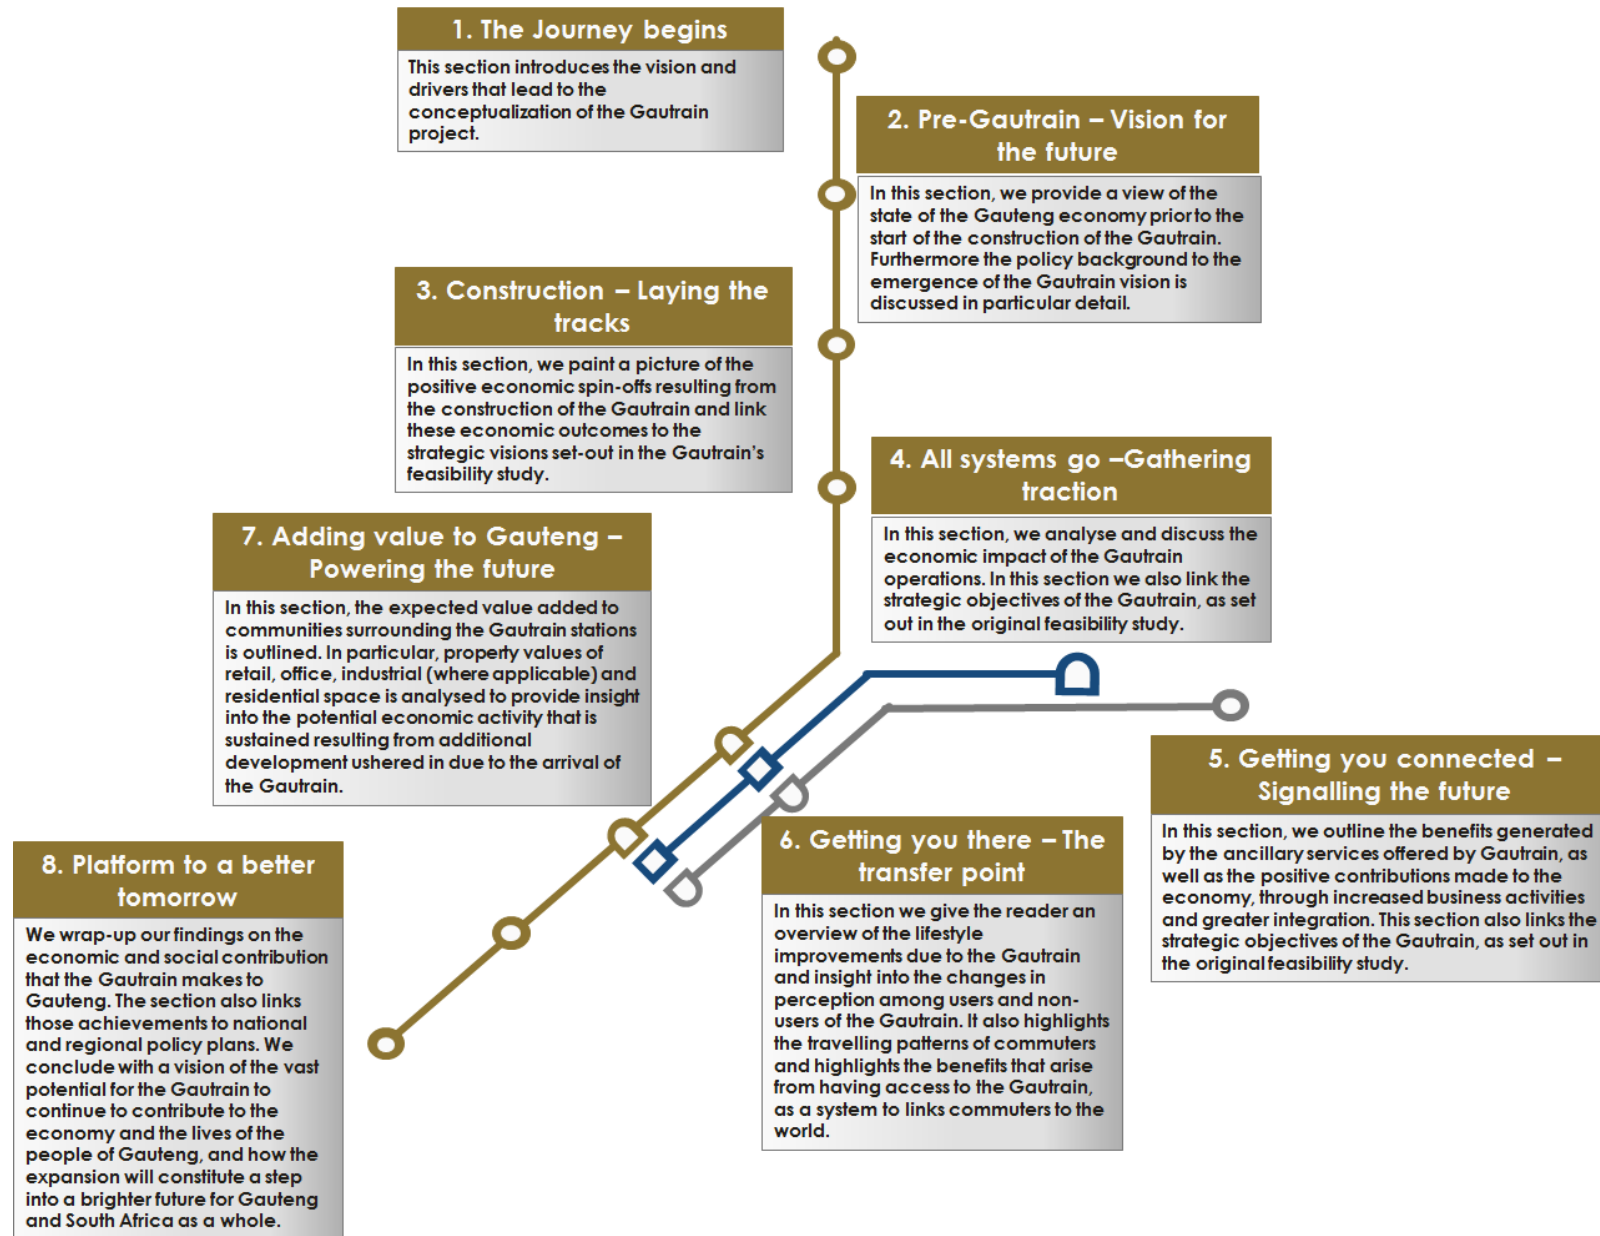 1. The Journey begins
This section introduces the vision and
drivers that lead to the
conceptualization of the Gautrain
project.
2. Pre-Gautrain – Vision for
the future
In this section, we provide a view of the
state of the Gauteng economy prior to the
start of the construction of the Gautrain.
Furthermore the policy background to the
emergence of the Gautrain vision is
discussed in particular detail.
3. Construction – Laying the
tracks
In this section, we paint a picture of the
positive economic spin-offs resulting from
the construction of the Gautrain and link
these economic outcomes to the
strategic visions set-out in the Gautrain's
feasibility study.
4. All systems go –Gathering
traction
In this section, we analyse and discuss the
economic impact of the Gautrain
operations. In this section we also link the
strategic objectives of the Gautrain, as set
out in the original feasibility study.
5. Getting you connected –
Signalling the future
In this section, we outline the benefits generated
by the ancillary services offered by Gautrain, as
well as the positive contributions made to the
economy, through increased business activities
and greater integration. This section also links the
strategic objectives of the Gautrain, as set out in
the original feasibility study.
6. Getting you there – The
transfer point
In this section we give the reader an
overview of the lifestyle
improvements due to the Gautrain
and insight into the changes in
perception among users and non-
users of the Gautrain. It also highlights
the travelling patterns of commuters
and highlights the benefits that arise
from having access to the Gautrain,
as a system to links commuters to the
world.
7. Adding value to Gauteng –
Powering the future
In this section, the expected value added to
communities surrounding the Gautrain stations
is outlined. In particular, property values of
retail, office, industrial (where applicable) and
residential space is analysed to provide insight
into the potential economic activity that is
sustained resulting from additional
development ushered in due to the arrival of
the Gautrain.
8. Platform to a better
tomorrow
We wrap-up our findings on the
economic and social contribution
that the Gautrain makes to
Gauteng. The section also links
those achievements to national
and regional policy plans. We
conclude with a vision of the vast
potential for the Gautrain to
continue to contribute to the
economy and the lives of the
people of Gauteng, and how the
expansion will constitute a step
into a brighter future for Gauteng
and South Africa as a whole.